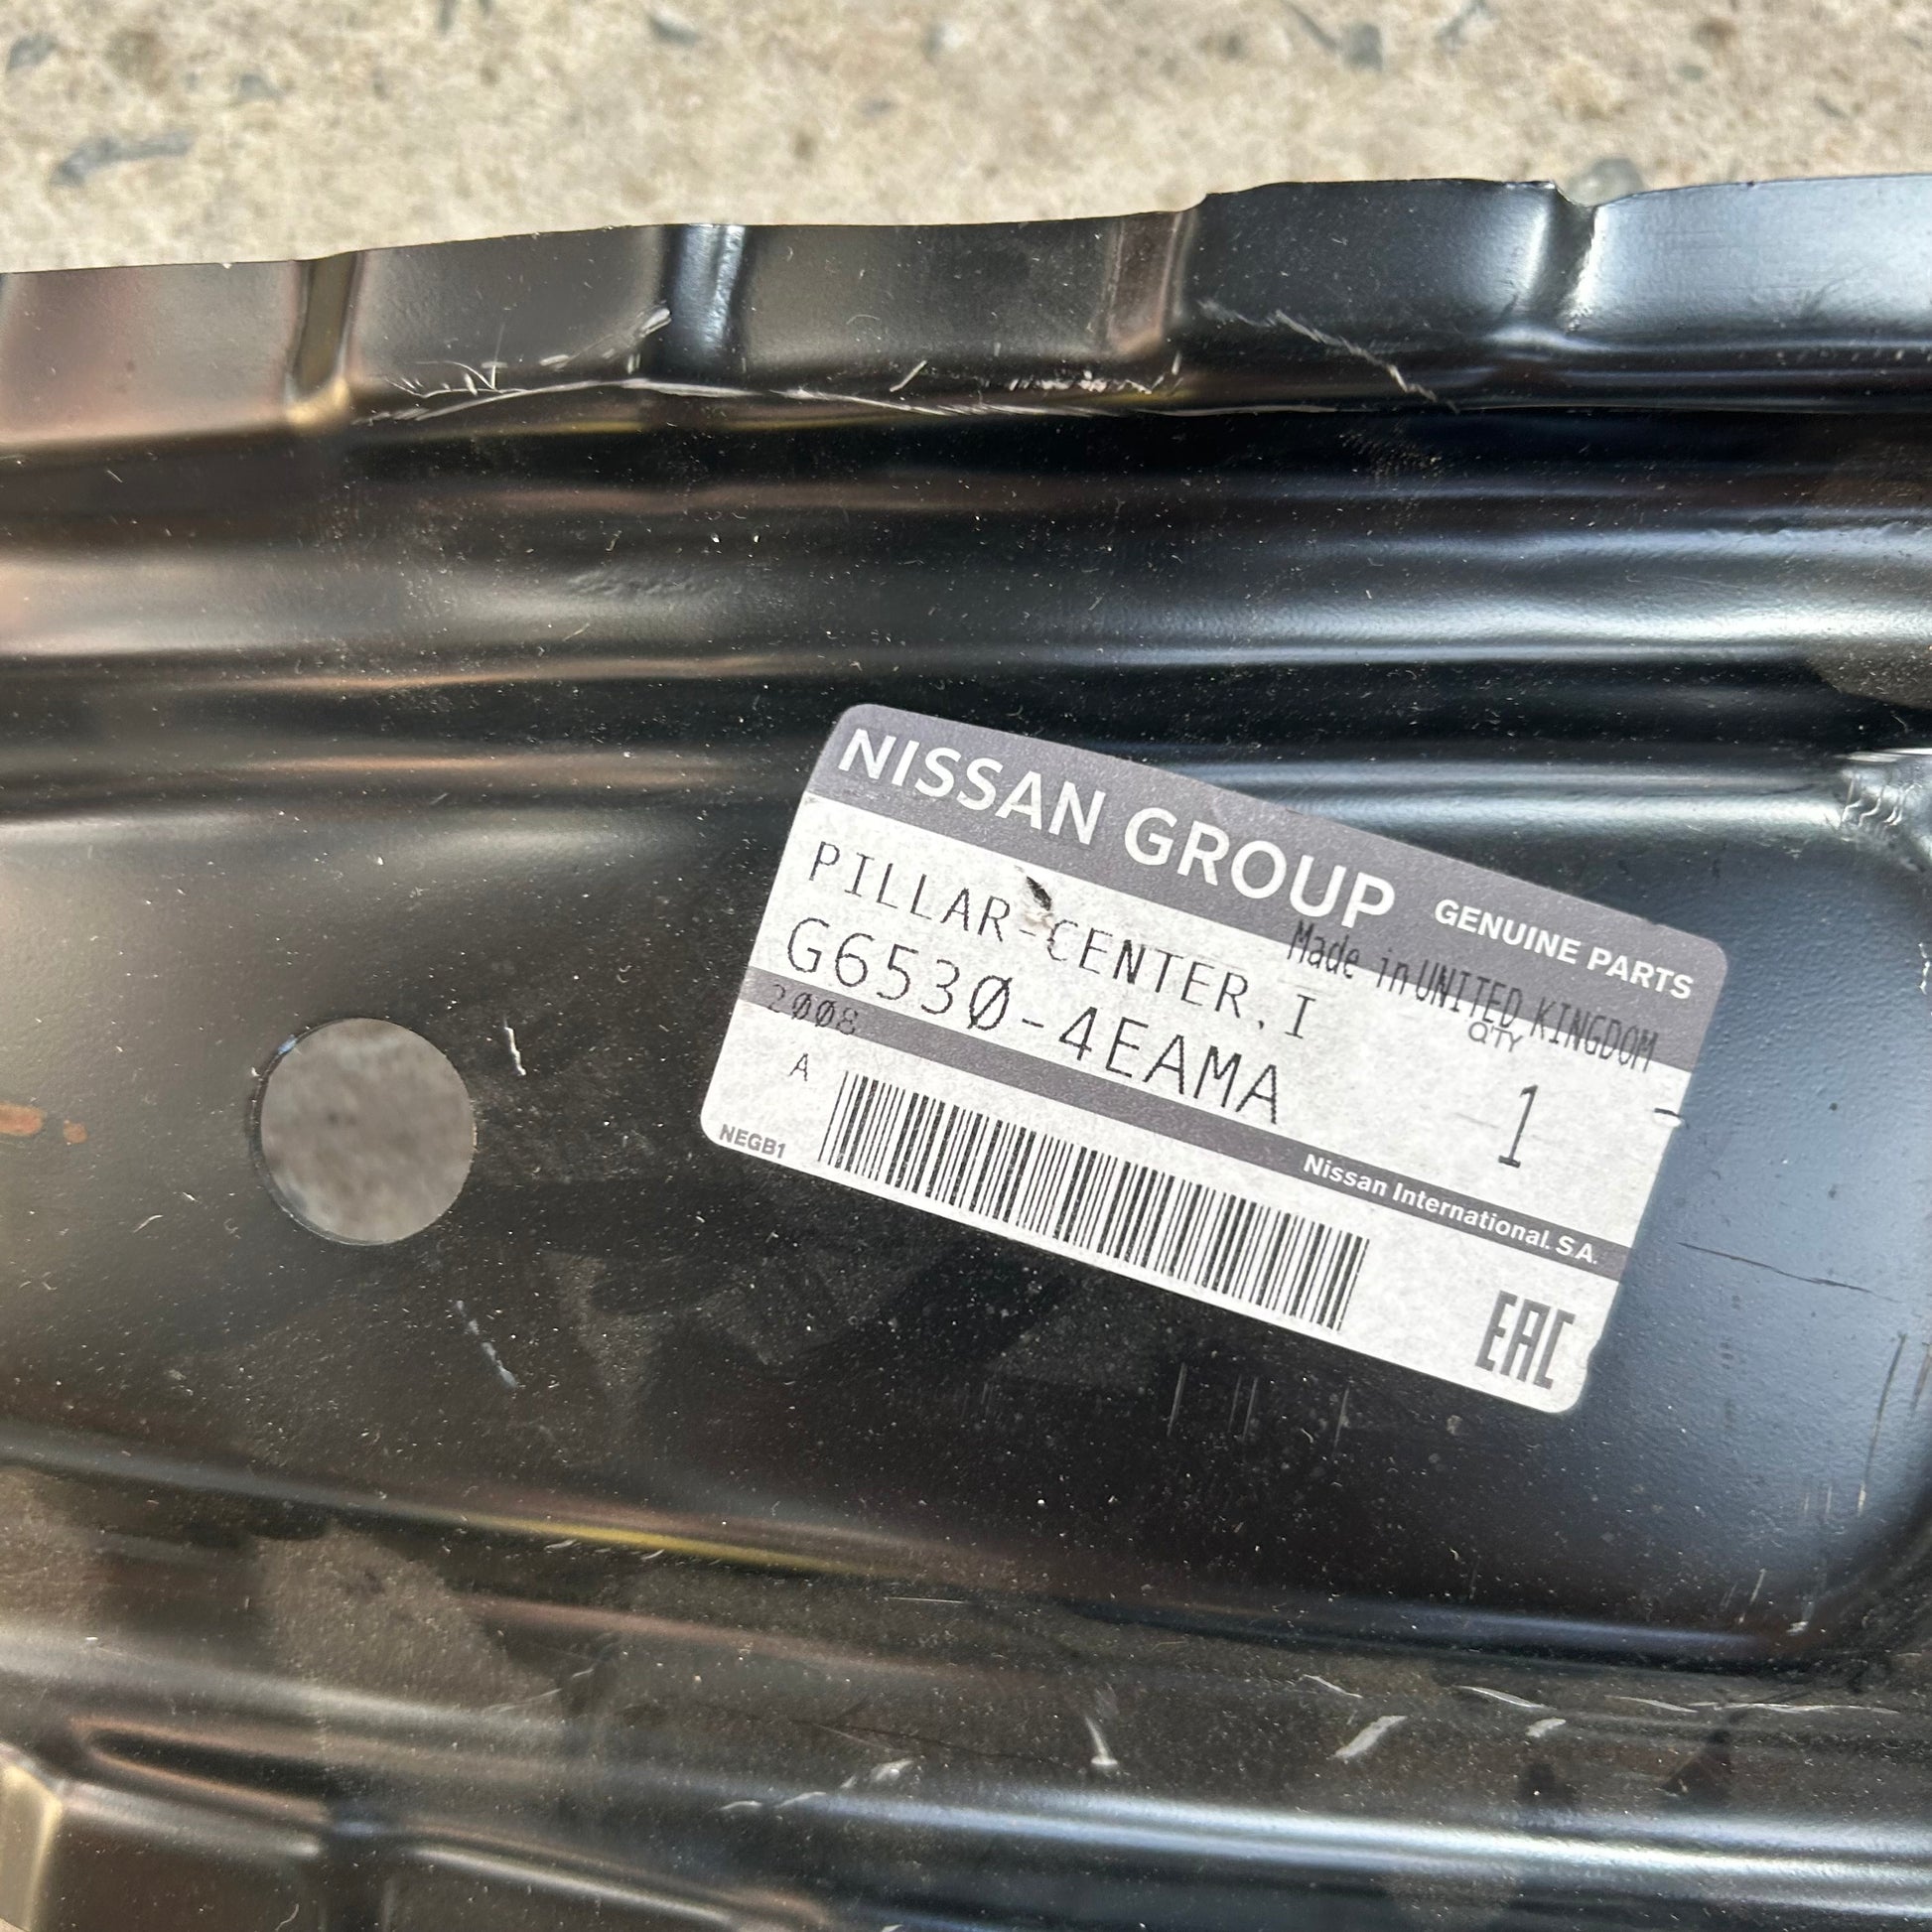 NISSAN GROUP GENUINE PARTS
Made in UNITED KINGDOM
PILLAR-CENTER, I
QTY
G6530-4EAMA 1
2008
Nissan International. S.A.
A
NEGB1
EAC